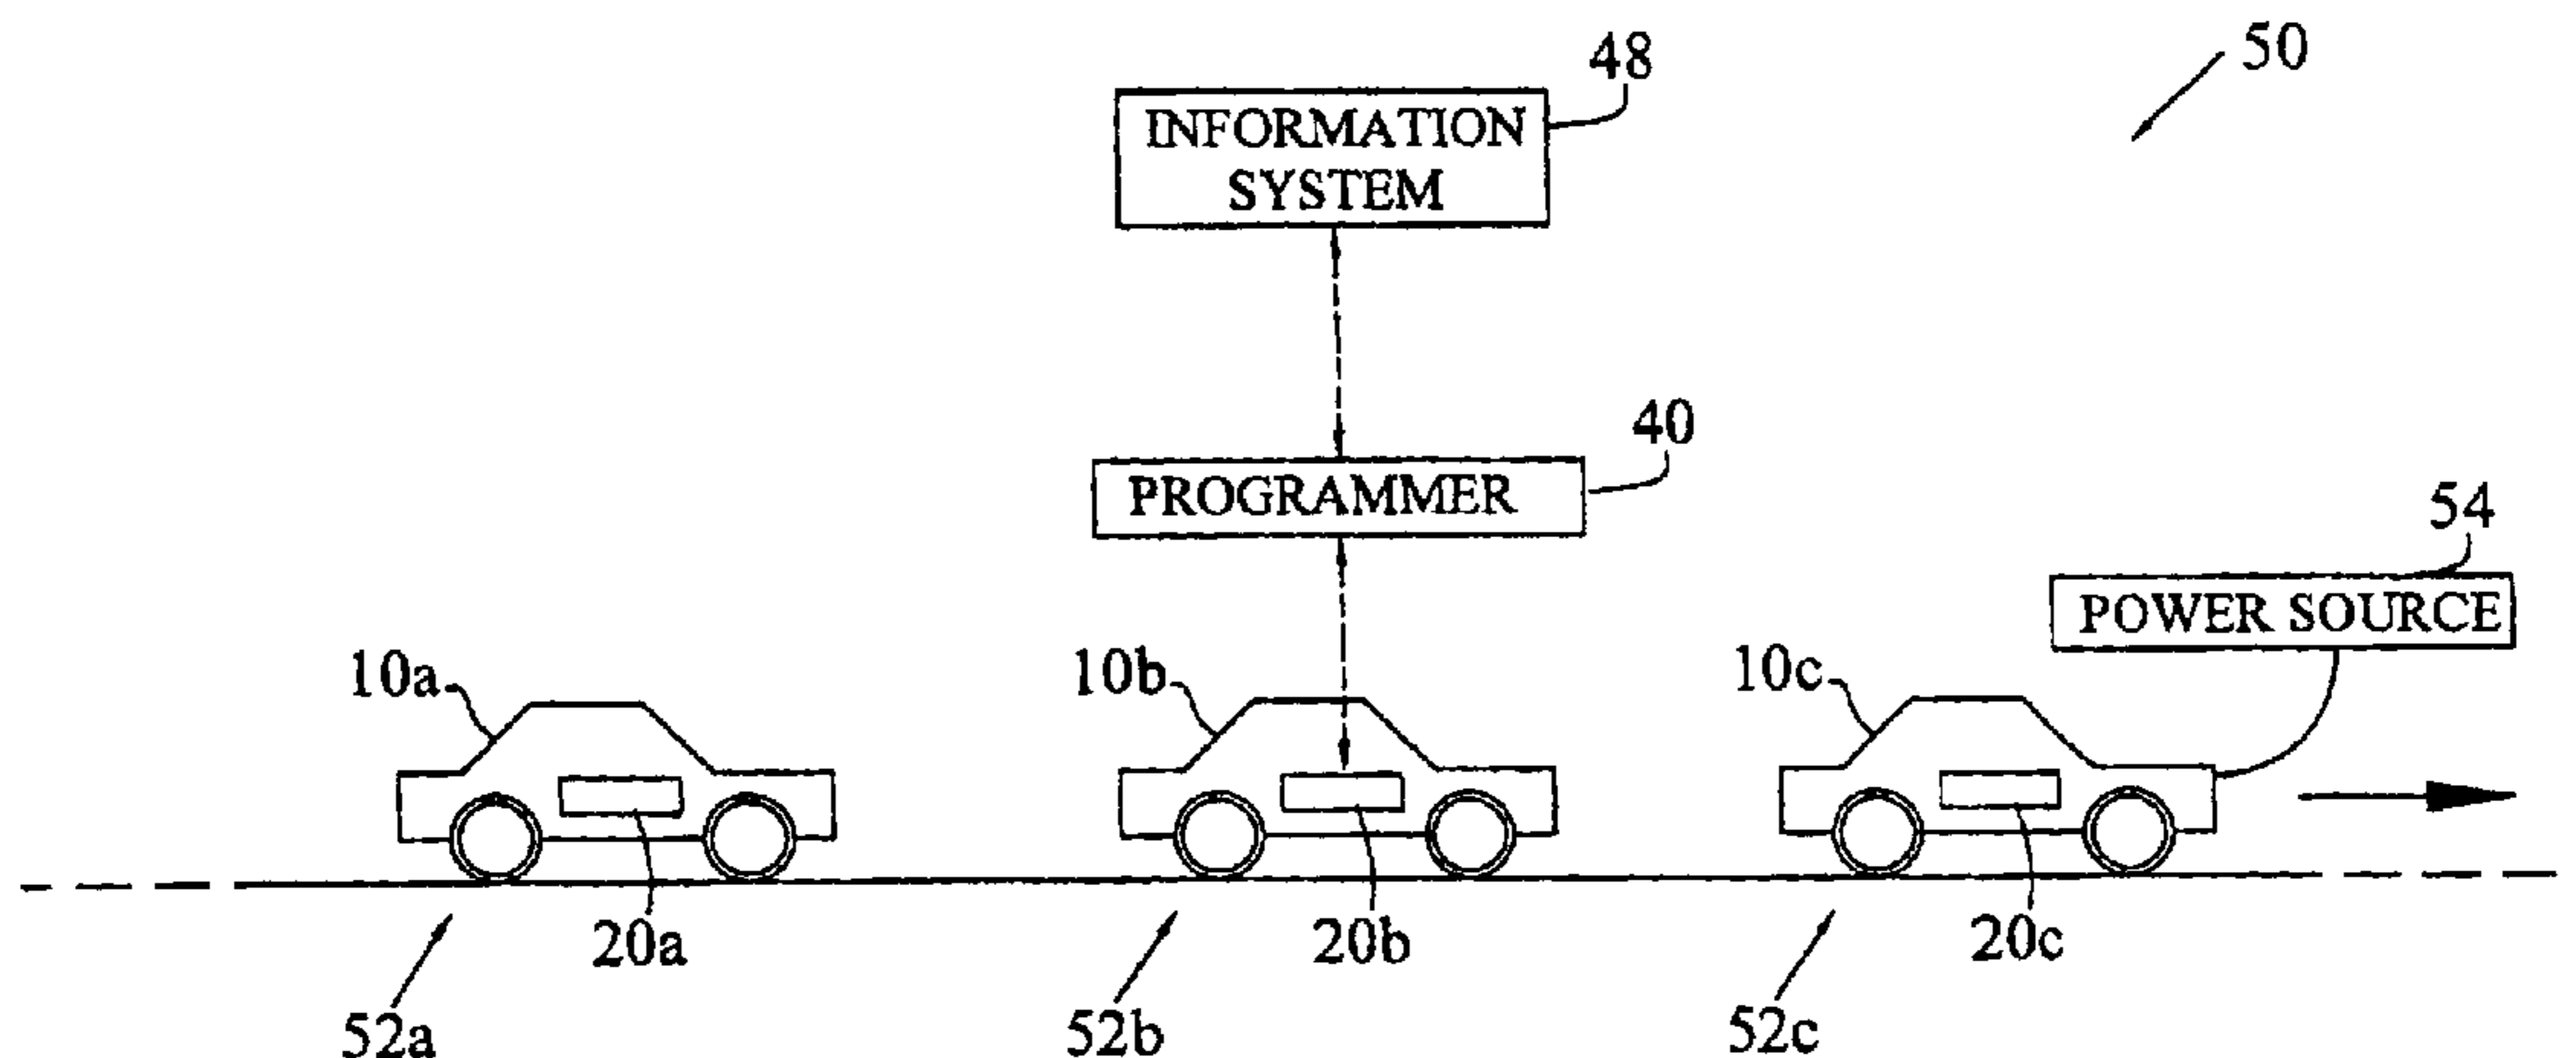 50
48
INFORMATION
SYSTEM
40
PROGRAMMER
54
POWER SOURCE
10a
10b
10c
20a
20b
20c
52a
52b
52c